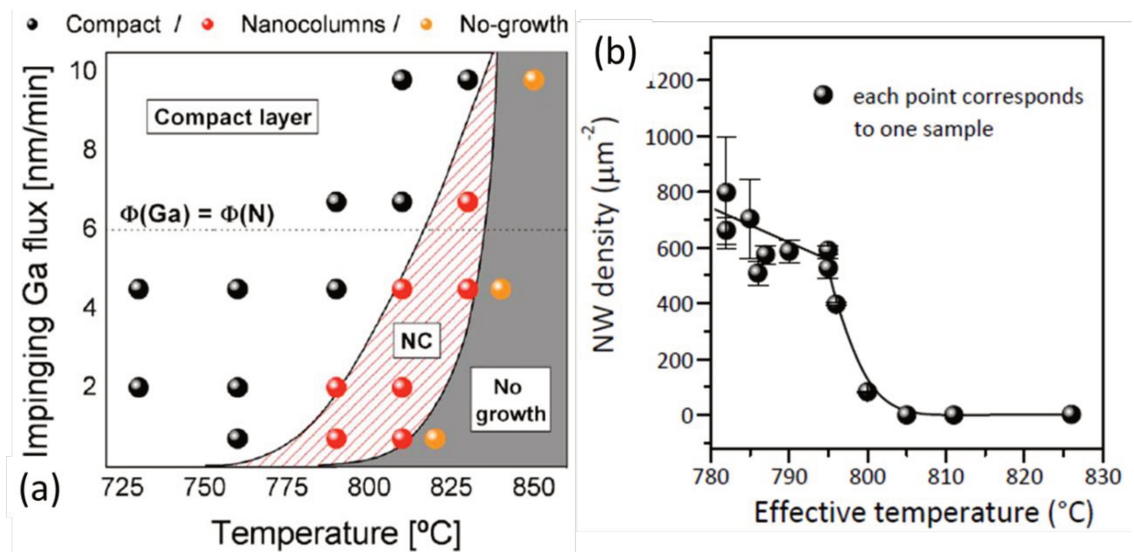 Compact / Nanocolumns / No-growth
Impinging Ga flux [nm/min]
10
8
6
4
2
Compact layer
Φ(Ga) = Φ(N)
NC
No
growth
725 750 775 800 825 850
Temperature [ºC]
(a)
(b)
NW density (μm⁻²)
1200
1000
800
600
400
200
0
each point corresponds
to one sample
780 790 800 810 820 830
Effective temperature (°C)